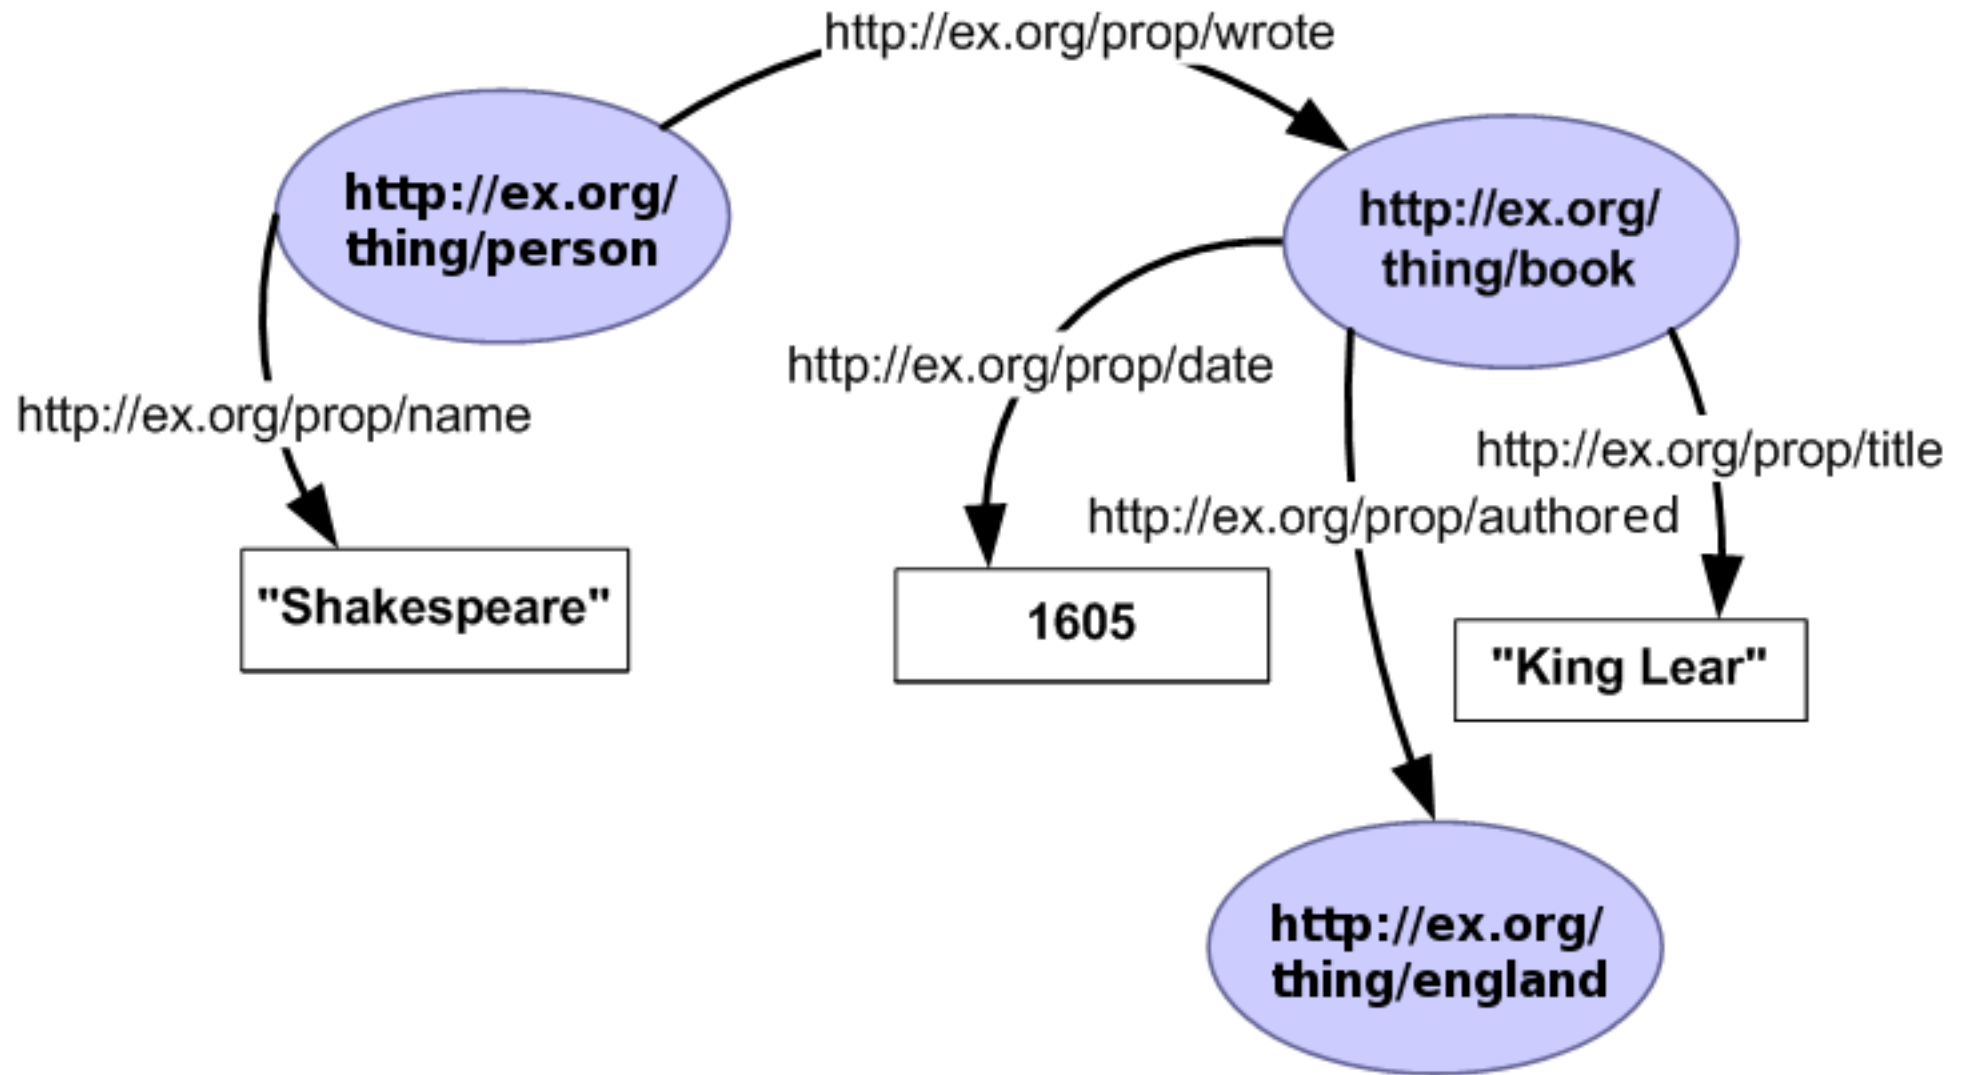 http://ex.org/prop/wrote
http://ex.org/
thing/person
http://ex.org/
thing/book
http://ex.org/prop/date
http://ex.org/prop/name
http://ex.org/prop/title
http://ex.org/prop/authored
"Shakespeare"
1605
"King Lear"
http://ex.org/
thing/england